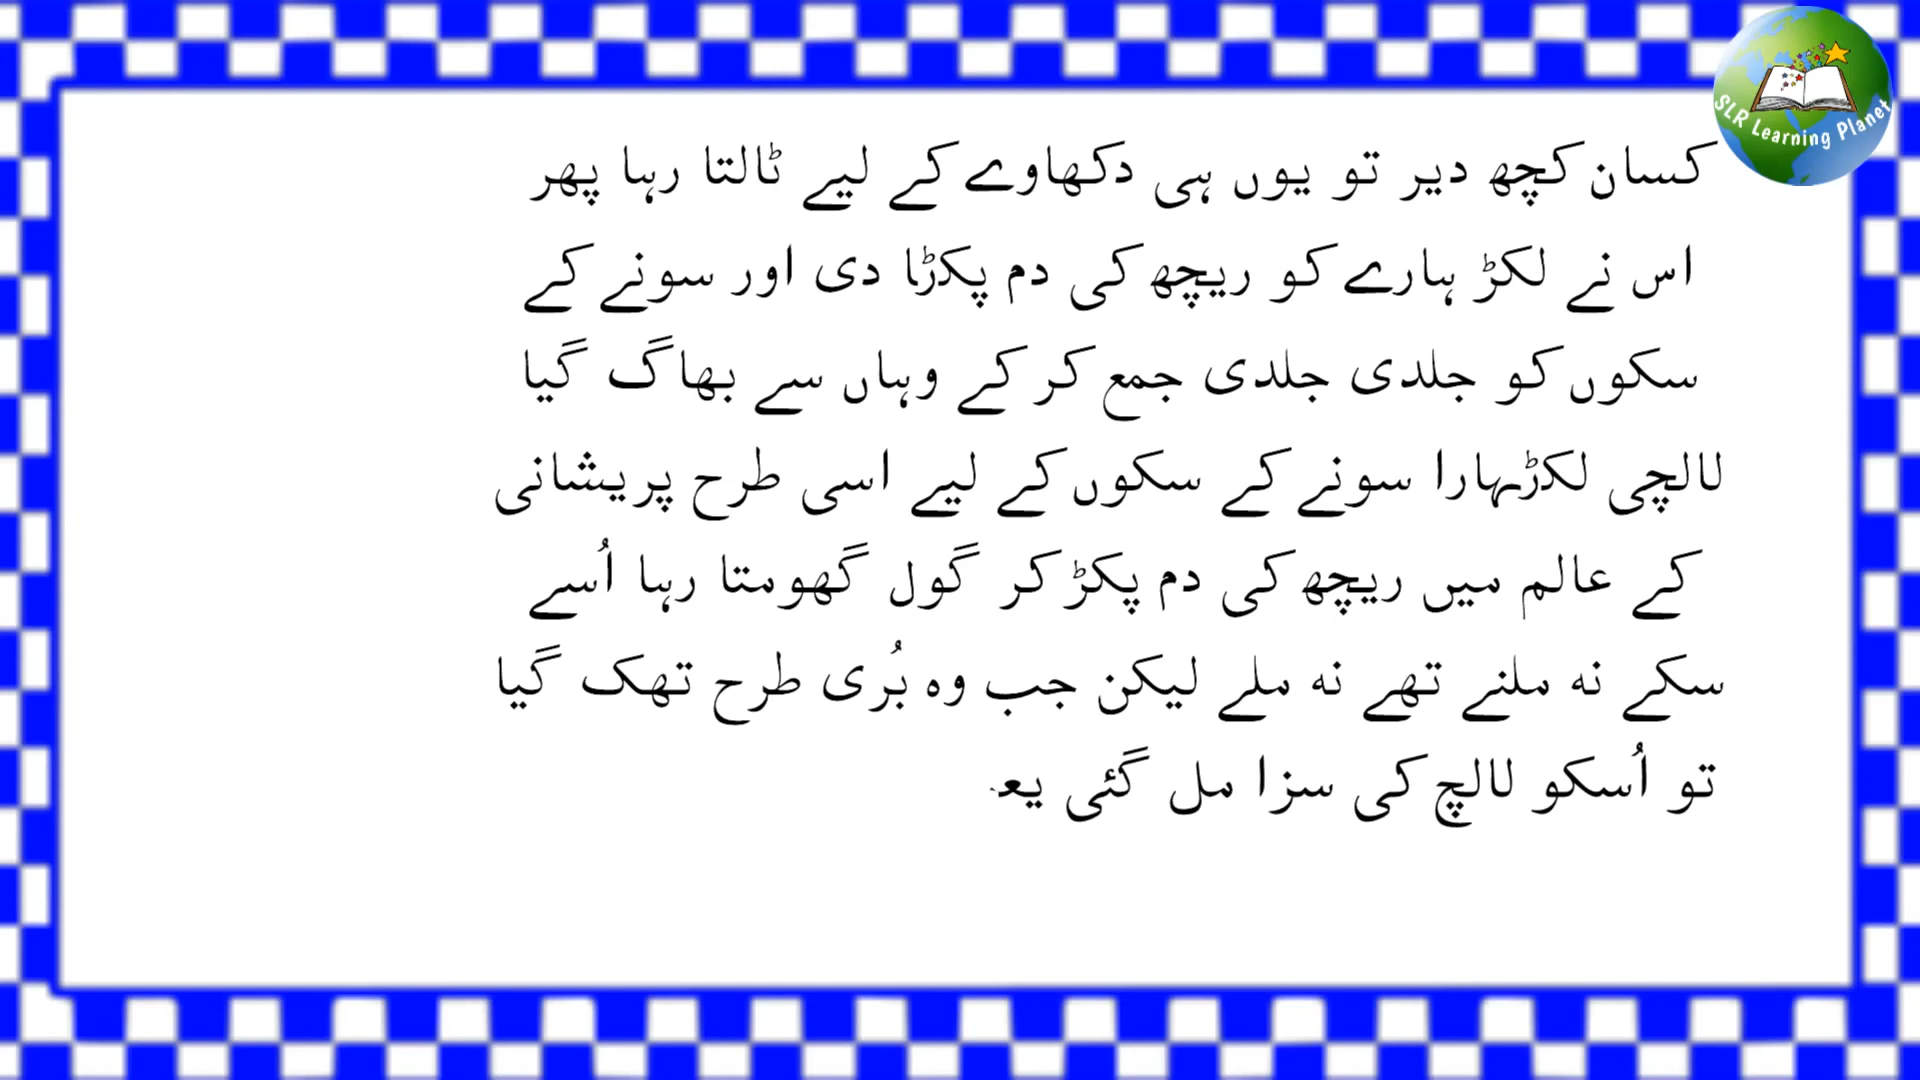 SLR Learning Planet
کسان کچھ دیر تو یوں ہی دکھاوے کے لیے ٹالتا رہا پھر
اس نے لکڑ ہارے کو ریچھ کی دم پکڑا دی اور سونے کے
سکوں کو جلدی جلدی جمع کر کے وہاں سے بھاگ گیا
لالچی لکڑہارا سونے کے سکوں کے لیے اسی طرح پریشانی
کے عالم میں ریچھ کی دم پکڑ کر گول گھومتا رہا اُسے
سکے نہ ملنے تھے نہ ملے لیکن جب وہ بُری طرح تھک گیا
تو اُسکو لالچ کی سزا مل گئی